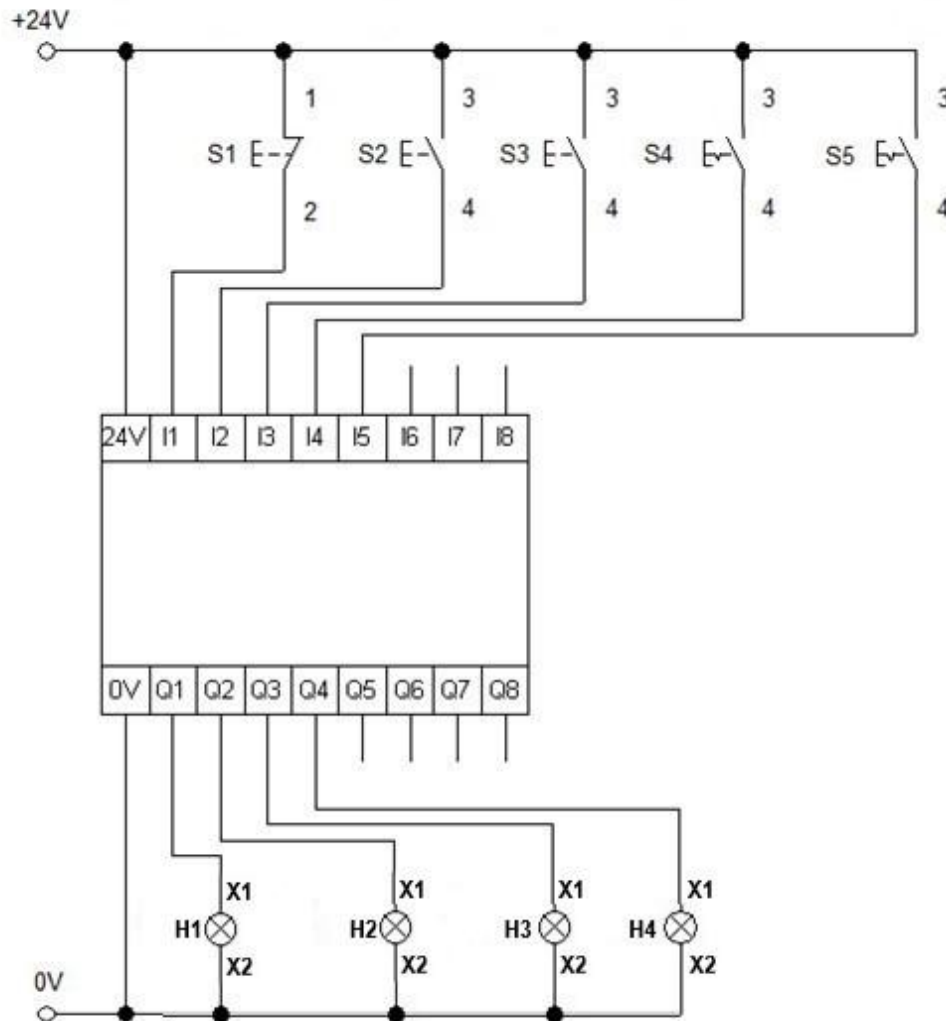 +24V
1 3 3 3 3
S1 S2 S3 S4 S5
2 4 4 4 4
24V I1 I2 I3 I4 I5 I6 I7 I8
0V Q1 Q2 Q3 Q4 Q5 Q6 Q7 Q8
X1 X1 X1 X1
H1 H2 H3 H4
X2 X2 X2 X2
0V